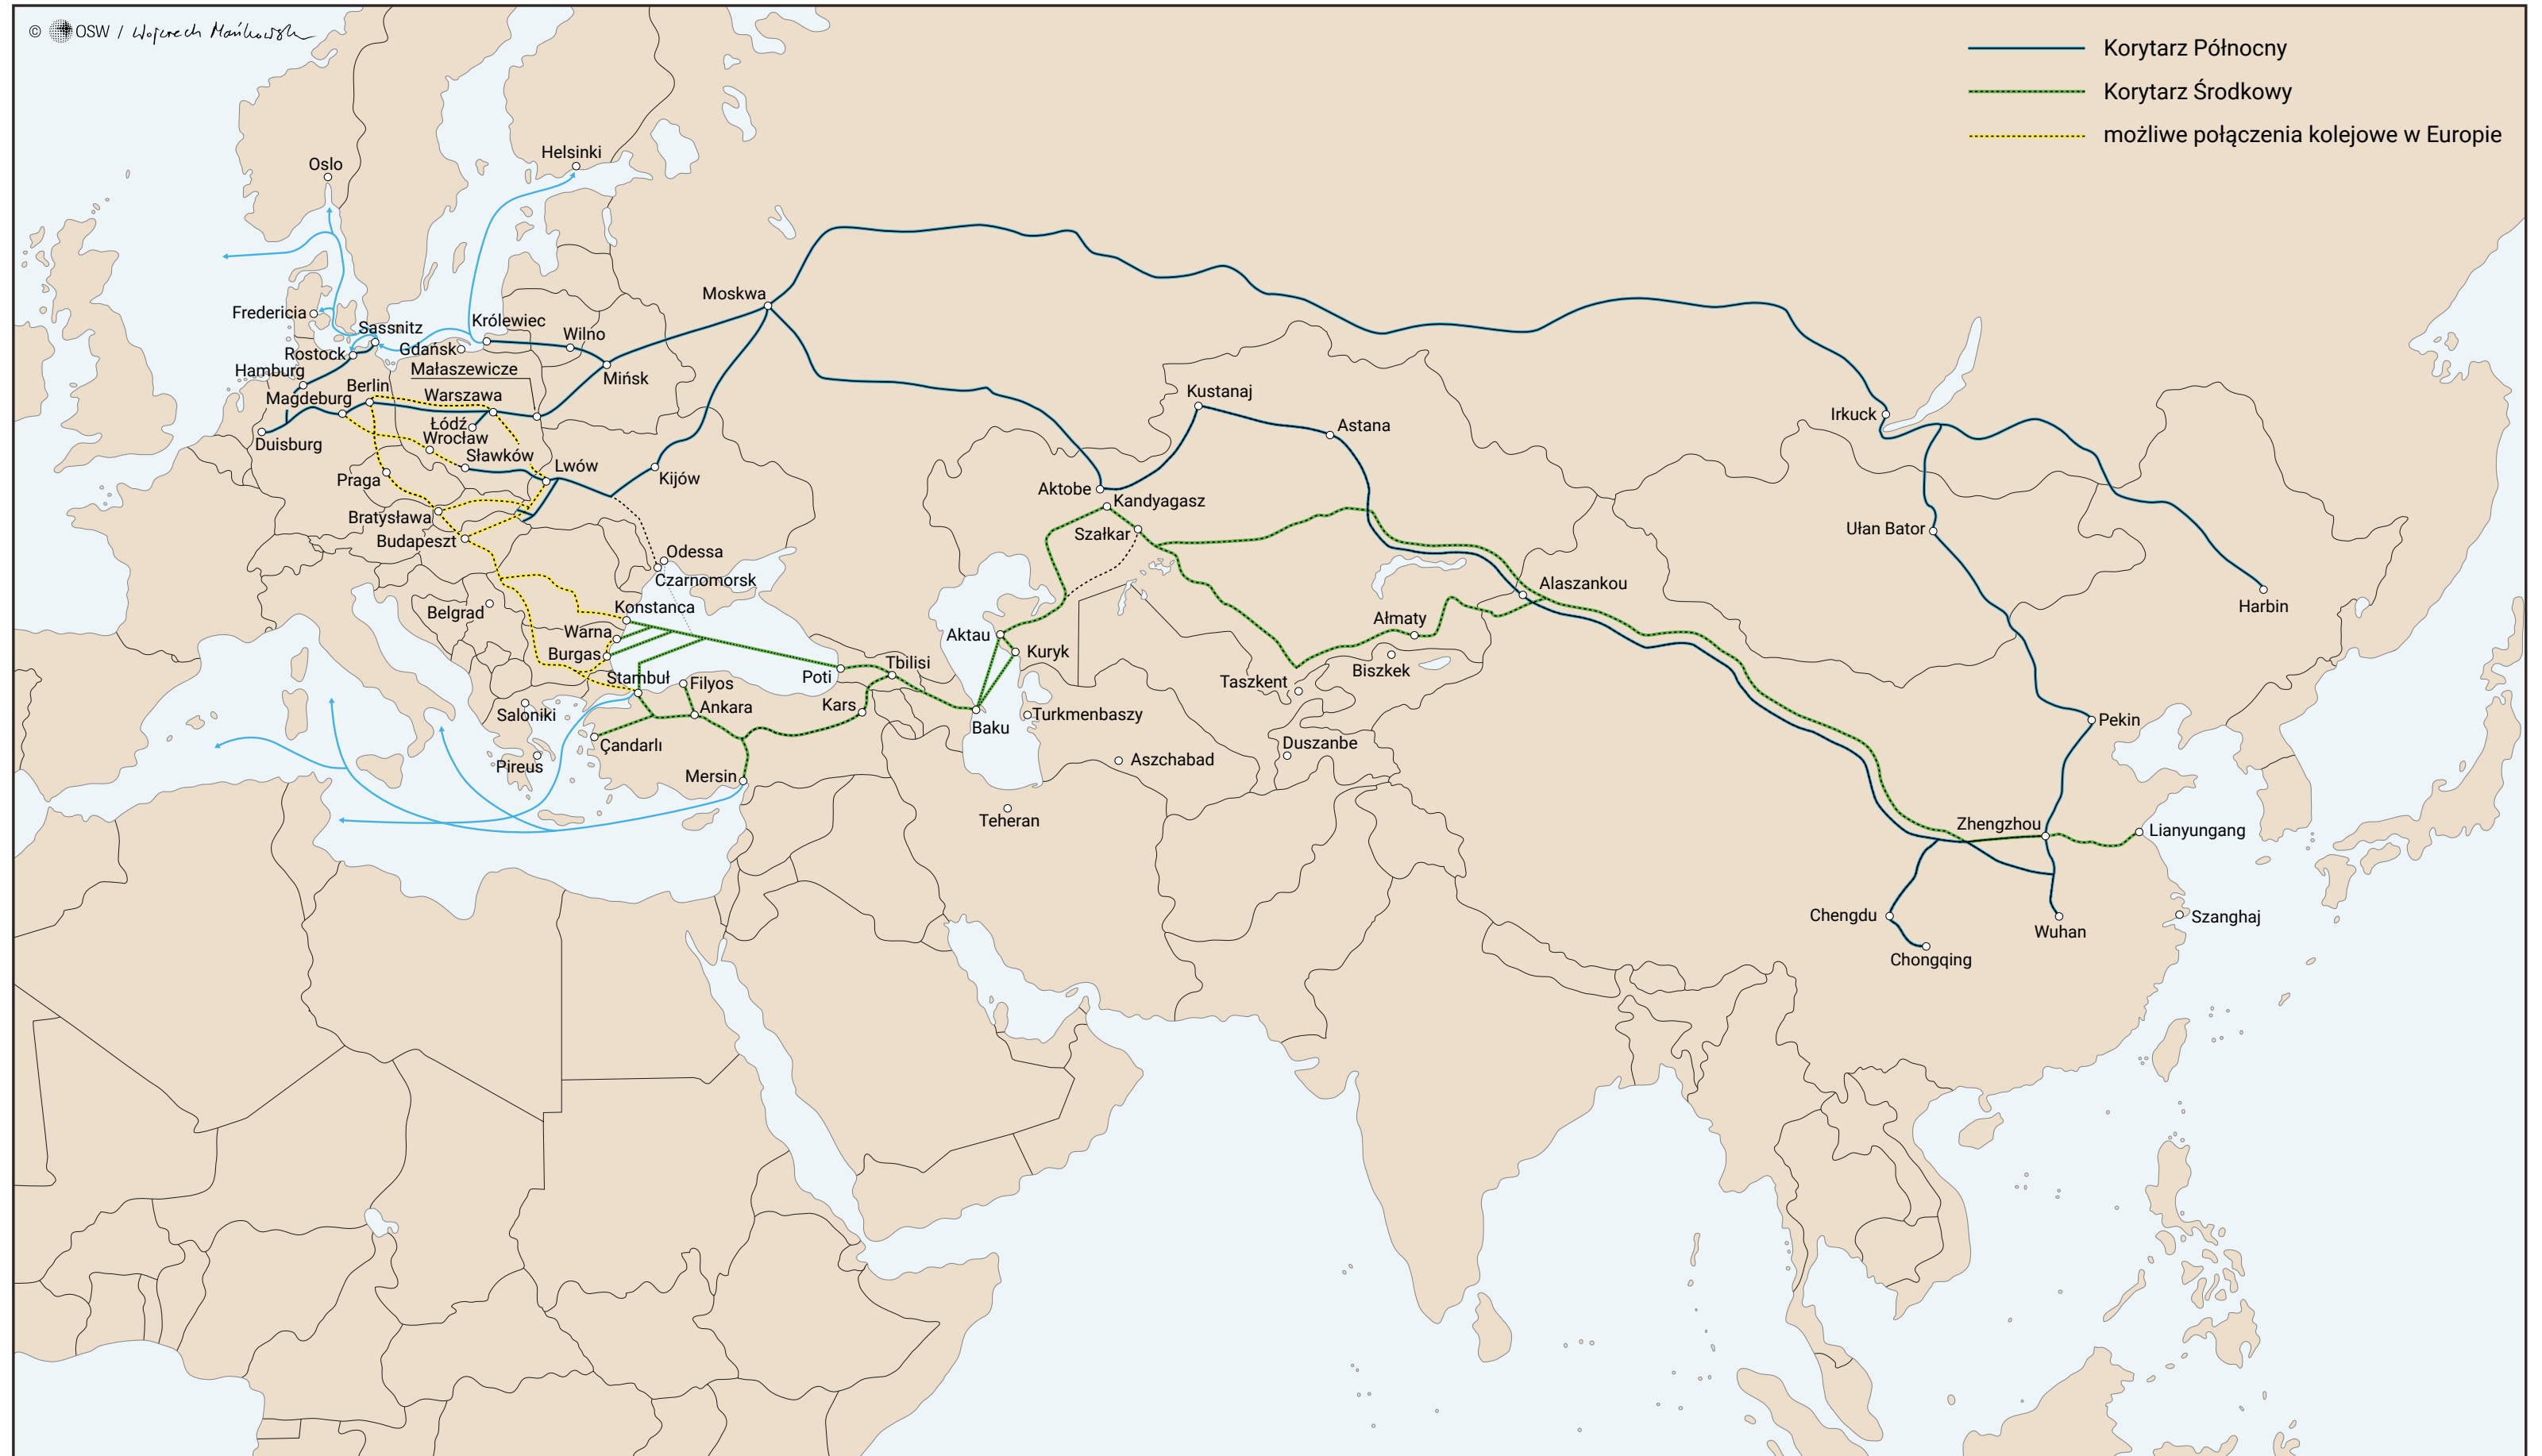 © OSW / Wojciech Mańkowski
Korytarz Północny
Korytarz Środkowy
możliwe połączenia kolejowe w Europie
Helsinki
Oslo
Moskwa
Fredericia
Królewiec
Sassnitz
Wilno
Gdańsk
Rostock
Małaszewicze
Hamburg
Mińsk
Berlin
Magdeburg
Warszawa
Kustanaj
Irkuck
Łódź
Astana
Wrocław
Duisburg
Sławków
Lwów
Praga
Kijów
Aktobe
Kandyagasz
Bratysława
Ułan Bator
Szałkar
Budapeszt
Odessa
Czarnomorsk
Alaszankou
Belgrad
Konstanca
Harbin
Ałmaty
Warna
Aktau
Burgas
Kuryk
Tbilisi
Biszkek
Stambuł
Poti
Filyos
Taszkent
Ankara
Kars
Saloniki
Turkmenbaszy
Pekin
Baku
Çandarlı
Duszanbe
Pireus
Aszchabad
Mersin
Teheran
Zhengzhou
Lianyungang
Chengdu
Szanghaj
Wuhan
Chongqing